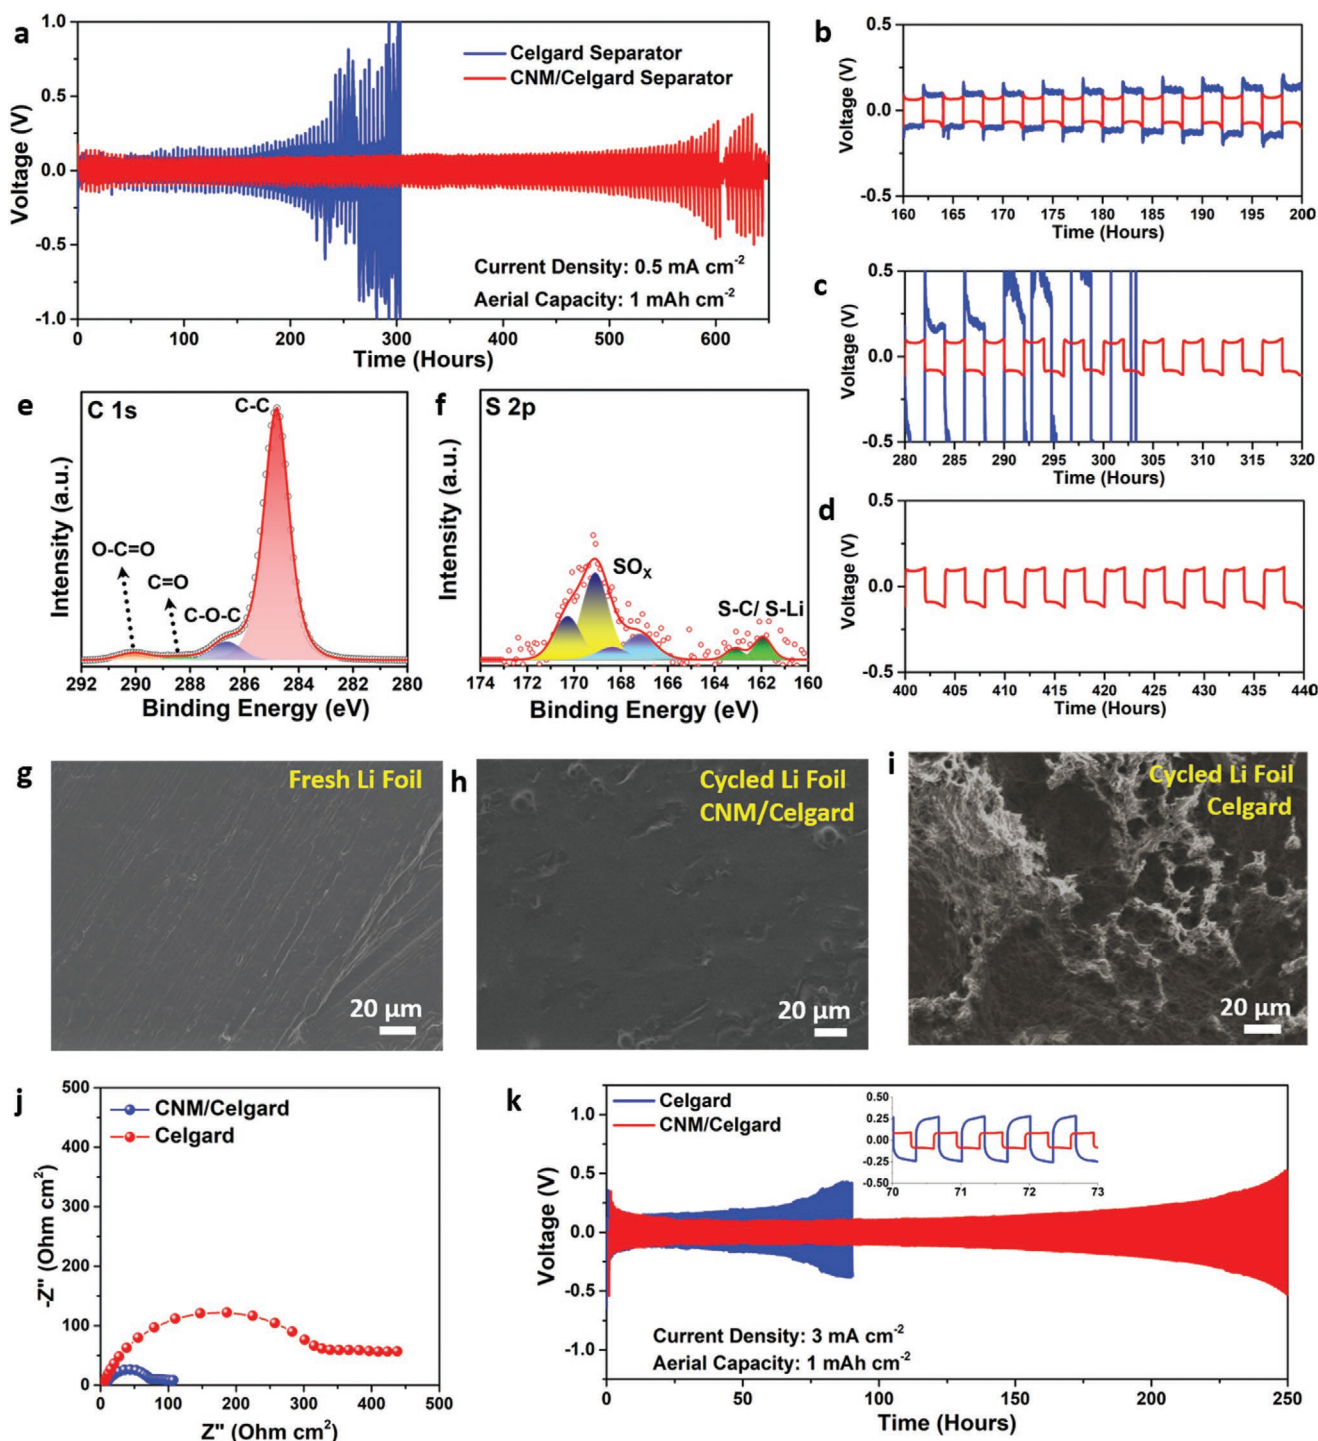 a
1.0
0.5
0.0
-0.5
-1.0
Voltage (V)
Celgard Separator
CNM/Celgard Separator
Current Density: 0.5 mA cm-2
Aerial Capacity: 1 mAh cm-2
0 100 200 300 400 500 600
Time (Hours)
b
0.5
0.0
-0.5
Voltage (V)
160 165 170 175 180 185 190 195 200
Time (Hours)
c
0.5
0.0
-0.5
Voltage (V)
280 285 290 295 300 305 310 315 320
Time (Hours)
d
0.5
0.0
-0.5
Voltage (V)
400 405 410 415 420 425 430 435 440
Time (Hours)
e
C 1s
C-C
O-C=O
C=O
C-O-C
Intensity (a.u.)
292 290 288 286 284 282 280
Binding Energy (eV)
f
S 2p
SOX
S-C/ S-Li
Intensity (a.u.)
174 172 170 168 166 164 162 160
Binding Energy (eV)
g
Fresh Li Foil
20 µm
h
Cycled Li Foil
CNM/Celgard
20 µm
i
Cycled Li Foil
Celgard
20 µm
j
500
400
300
200
100
0
-Z" (Ohm cm2)
CNM/Celgard
Celgard
0 100 200 300 400 500
Z" (Ohm cm2)
k
1.0
0.5
0.0
-0.5
-1.0
Voltage (V)
Celgard
CNM/Celgard
0.50
0.25
0.00
-0.25
-0.50
70 71 72 73
Current Density: 3 mA cm-2
Aerial Capacity: 1 mAh cm-2
0 50 100 150 200 250
Time (Hours)